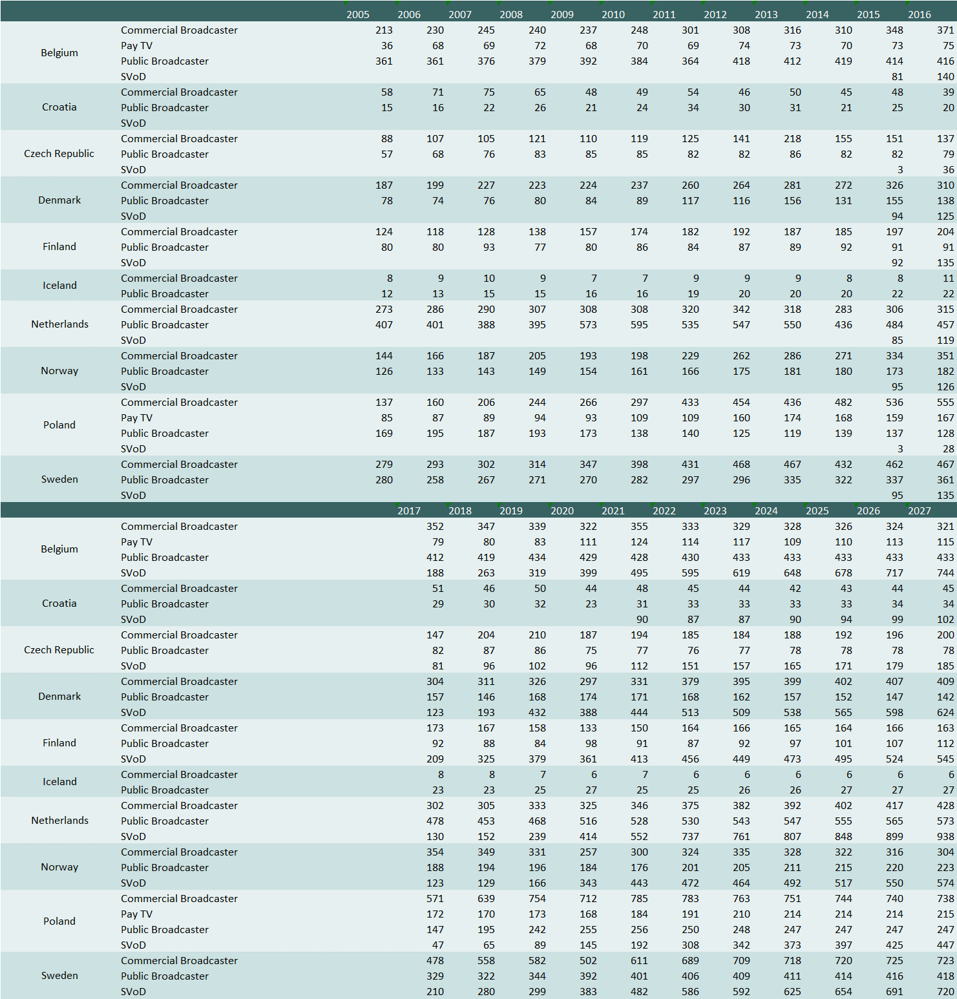 2005 2006 2007 2008 2009 2010 2011 2012 2013 2014 2015 2016
Commercial Broadcaster 213 230 245 240 237 248 301 308 316 310 348 371
Pay TV 36 68 69 72 68 70 69 74 73 70 73 75
Belgium
Public Broadcaster 361 361 376 379 392 384 364 418 412 419 414 416
SVoD 81 140
Commercial Broadcaster 58 71 75 65 48 49 54 46 50 45 48 39
Croatia Public Broadcaster 15 16 22 26 21 24 34 30 31 21 25 20
SVoD
Commercial Broadcaster 88 107 105 121 110 119 125 141 218 155 151 137
Czech Republic Public Broadcaster 57 68 76 83 85 85 82 82 86 82 82 79
SVoD 3 36
Commercial Broadcaster 187 199 227 223 224 237 260 264 281 272 326 310
Denmark Public Broadcaster 78 74 76 80 84 89 117 116 156 131 155 138
SVoD 94 125
Commercial Broadcaster 124 118 128 138 157 174 182 192 187 185 197 204
Finland Public Broadcaster 80 80 93 77 80 86 84 87 89 92 91 91
SVoD 92 135
Commercial Broadcaster 8 9 10 9 7 7 9 9 9 8 8 11
Iceland
Public Broadcaster 12 13 15 15 16 16 19 20 20 20 22 22
Commercial Broadcaster 273 286 290 307 308 308 320 342 318 283 306 315
Netherlands Public Broadcaster 407 401 388 395 573 595 535 547 550 436 484 457
SVoD 85 119
Commercial Broadcaster 144 166 187 205 193 198 229 262 286 271 334 351
Norway Public Broadcaster 126 133 143 149 154 161 166 175 181 180 173 182
SVoD 95 126
Commercial Broadcaster 137 160 206 244 266 297 433 454 436 482 536 555
Pay TV 85 87 89 94 93 109 109 160 174 168 159 167
Poland
Public Broadcaster 169 195 187 193 173 138 140 125 119 139 137 128
SVoD 3 28
Commercial Broadcaster 279 293 302 314 347 398 431 468 467 432 462 467
Sweden Public Broadcaster 280 258 267 271 270 282 297 296 335 322 337 361
SVoD 95 135
2017 2018 2019 2020 2021 2022 2023 2024 2025 2026 2027
Commercial Broadcaster 352 347 339 322 355 333 329 328 326 324 321
Pay TV 79 80 83 111 124 114 117 109 110 113 115
Belgium
Public Broadcaster 412 419 434 429 428 430 433 433 433 433 433
SVoD 188 263 319 399 495 595 619 648 678 717 744
Commercial Broadcaster 51 46 50 44 48 45 44 42 43 44 45
Croatia Public Broadcaster 29 30 32 23 31 33 33 33 33 34 34
SVoD 90 87 87 90 94 99 102
Commercial Broadcaster 147 204 210 187 194 185 184 188 192 196 200
Czech Republic Public Broadcaster 82 87 86 75 77 76 77 78 78 78 78
SVoD 81 96 102 96 112 151 157 165 171 179 185
Commercial Broadcaster 304 311 326 297 331 379 395 399 402 407 409
Denmark Public Broadcaster 157 146 168 174 171 168 162 157 152 147 142
SVoD 123 193 432 388 444 513 509 538 565 598 624
Commercial Broadcaster 173 167 158 133 150 164 166 165 164 166 163
Finland Public Broadcaster 92 88 84 98 91 87 92 97 101 107 112
SVoD 209 325 379 361 413 456 449 473 495 524 545
Commercial Broadcaster 8 8 7 6 7 6 6 6 6 6 6
Iceland
Public Broadcaster 23 23 25 27 25 25 26 26 27 27 27
Commercial Broadcaster 302 305 333 325 346 375 382 392 402 417 428
Netherlands Public Broadcaster 478 453 468 516 528 530 543 547 555 565 573
SVoD 130 152 239 414 552 737 761 807 848 899 938
Commercial Broadcaster 354 349 331 257 300 324 335 328 322 316 304
Norway Public Broadcaster 188 194 196 184 176 201 205 211 215 220 223
SVoD 123 129 166 343 443 472 464 492 517 550 574
Commercial Broadcaster 571 639 754 712 785 783 763 751 744 740 738
Pay TV 172 170 173 168 184 191 210 214 214 214 215
Poland
Public Broadcaster 147 195 242 255 256 250 248 247 247 247 247
SVoD 47 65 89 145 192 308 342 373 397 425 447
Commercial Broadcaster 478 558 582 502 611 689 709 718 720 725 723
Sweden Public Broadcaster 329 322 344 392 401 406 409 411 414 416 418
SVoD 210 280 299 383 482 586 592 625 654 691 720